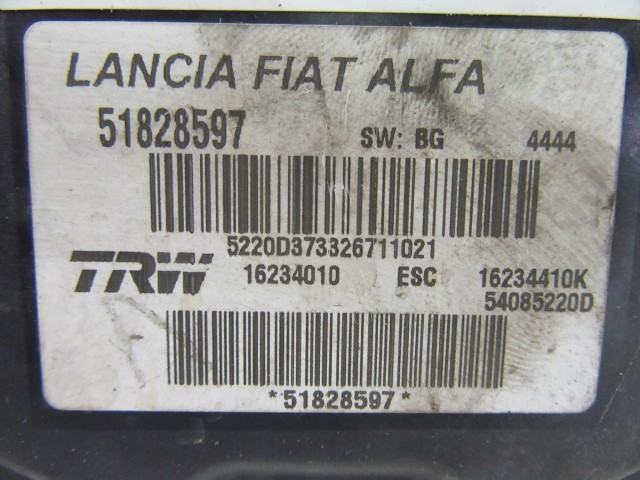 LANCIA FIAT ALFA
51828597 SW: BG 4444
5220D373326711021
TRW 16234010 ESC 16234410K
54085220D
*51828597*